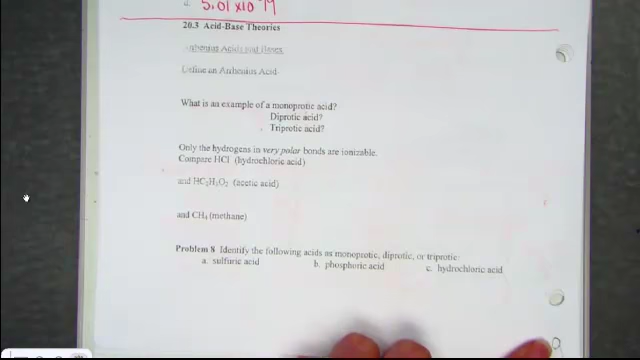 a. 5.01 x 10
20.3 Acid-Base Theories
Arrhenius Acids and Bases
Define an Arrhenius Acid
What is an example of a monoprotic acid?
Diprotic acid?
Triprotic acid?
Only the hydrogens in very polar bonds are ionizable.
Compare HCl (hydrochloric acid)
and HC₂H₃O₂ (acetic acid)
and CH₄ (methane)
Problem 8 Identify the following acids as monoprotic, diprotic, or triprotic:
a. sulfuric acid b. phosphoric acid c. hydrochloric acid
9